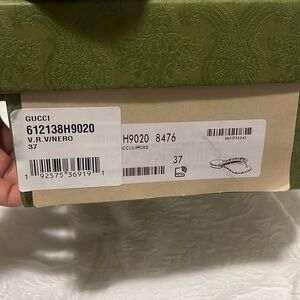 GUCCI
612138H9020
V.R.V/NERO
37
1 92575 36919 1
H9020 8476
37